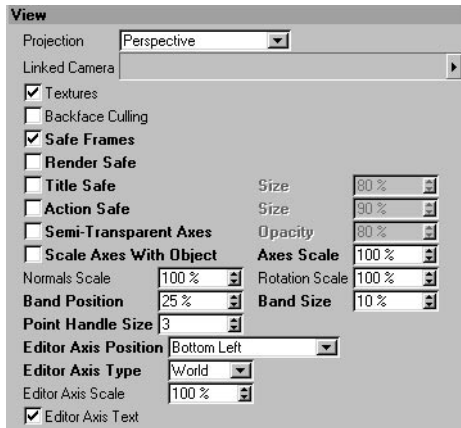 View
Projection Perspective
Linked Camera
Textures
Backface Culling
Safe Frames
Render Safe
Title Safe Size 80 %
Action Safe Size 90 %
Semi-Transparent Axes Opacity 80 %
Scale Axes With Object Axes Scale 100 %
Normals Scale 100 % Rotation Scale 100 %
Band Position 25 % Band Size 10 %
Point Handle Size 3
Editor Axis Position Bottom Left
Editor Axis Type World
Editor Axis Scale 100 %
Editor Axis Text